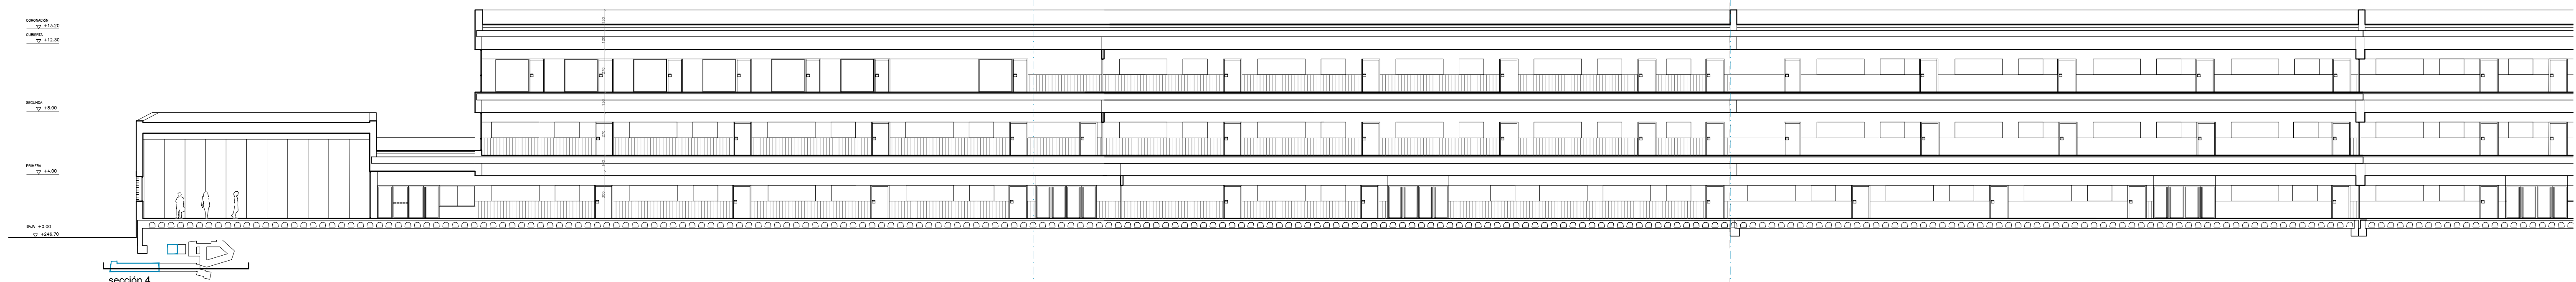 CORONACIÓN
+13.20
CUBIERTA
+12.30
SEGUNDA
+8.00
PRIMERA
+4.00
BAJA +0.00
+246.70
sección 4